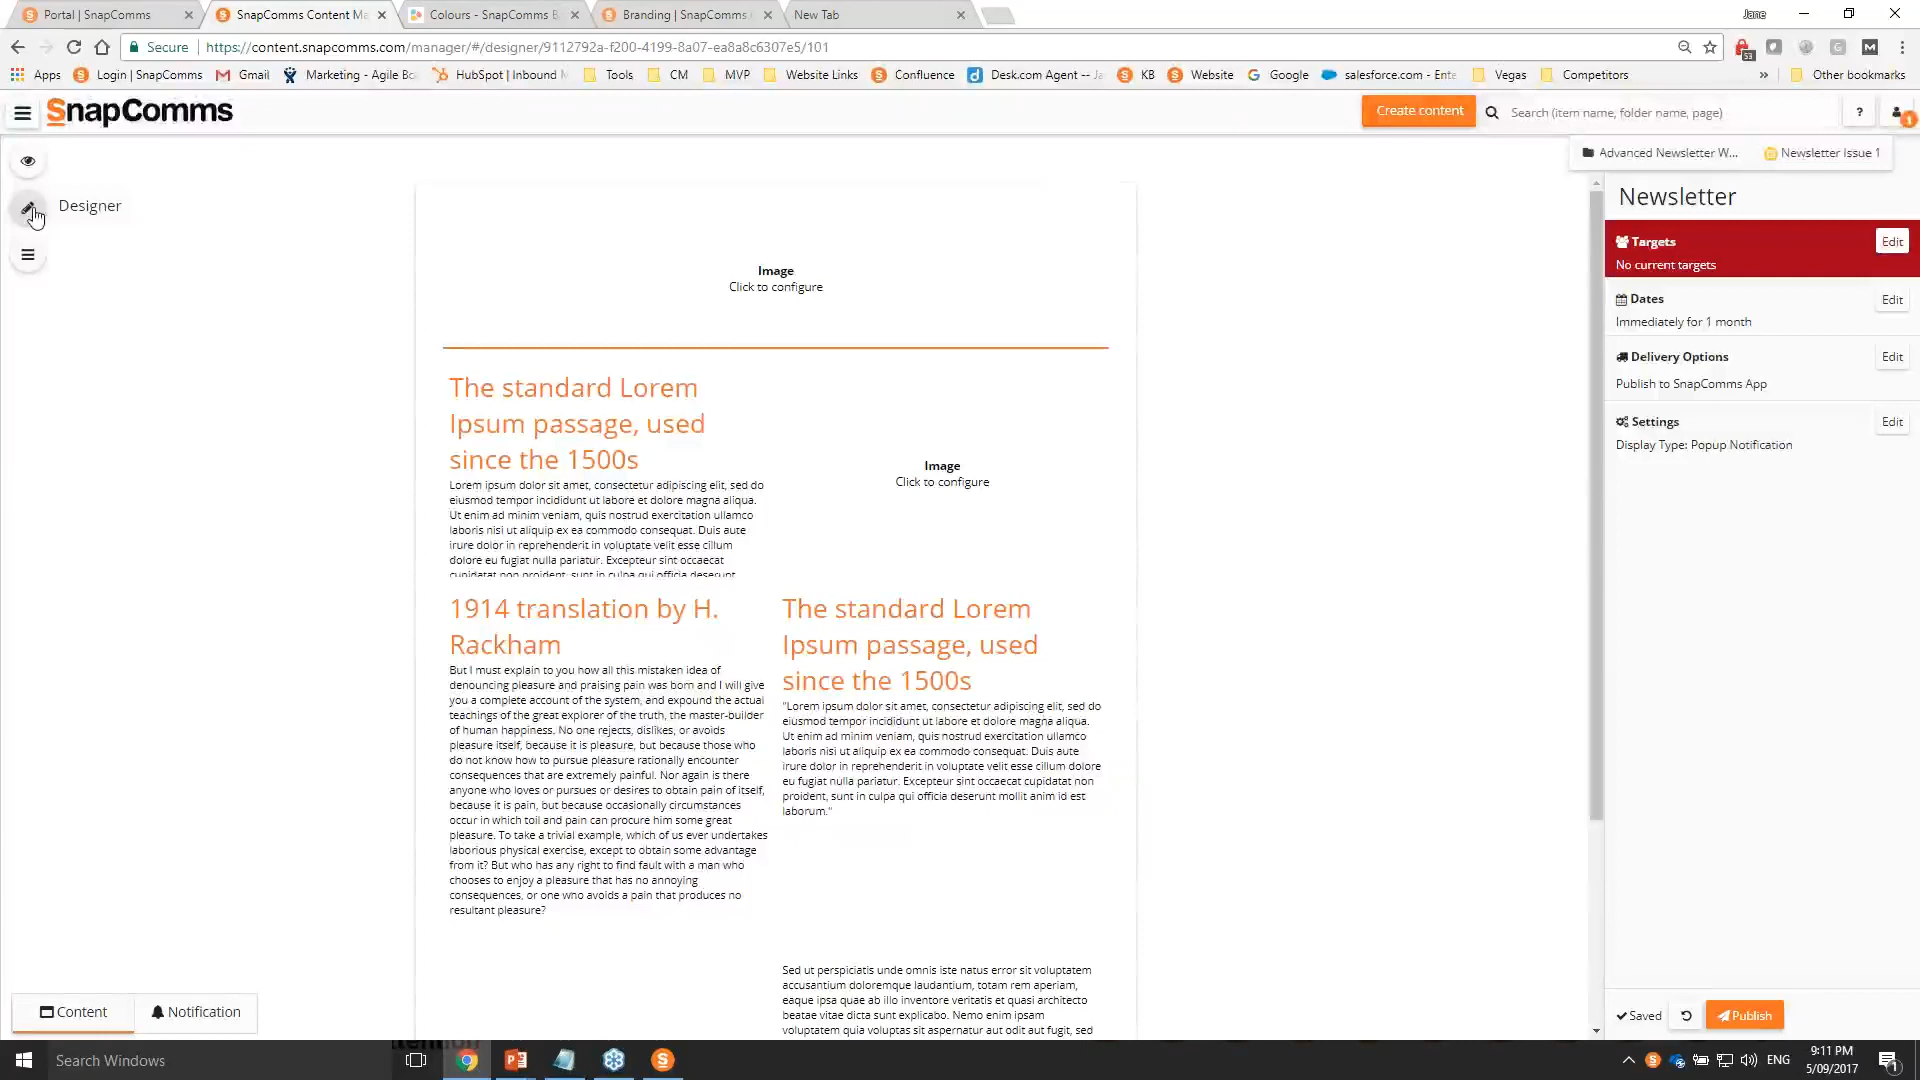 Portal | SnapComms
SnapComms Content Ma
Colours - SnapComms B
Branding | SnapComms
New Tab
Jane
Secure https://content.snapcomms.com/manager/#/designer/9112792a-f200-4199-8a07-ea8a8c6307e5/101
53
Apps Login | SnapComms Gmail Marketing - Agile Bo HubSpot | Inbound Tools CM MVP Website Links Confluence Desk.com Agent -- KB Website Google salesforce.com - Ente Vegas Competitors » Other bookmarks
SnapComms
Create content
Search (item name, folder name, page)
?
1
Advanced Newsletter W... Newsletter Issue 1
Designer
Image
Click to configure
The standard Lorem
Ipsum passage, used
since the 1500s
Lorem ipsum dolor sit amet, consectetur adipiscing elit, sed do
eiusmod tempor incididunt ut labore et dolore magna aliqua.
Ut enim ad minim veniam, quis nostrud exercitation ullamco
laboris nisi ut aliquip ex ea commodo consequat. Duis aute
irure dolor in reprehenderit in voluptate velit esse cillum
dolore eu fugiat nulla pariatur. Excepteur sint occaecat
cupidatat non proident, sunt in culpa qui officia deserunt
Image
Click to configure
1914 translation by H.
Rackham
But I must explain to you how all this mistaken idea of
denouncing pleasure and praising pain was born and I will give
you a complete account of the system, and expound the actual
teachings of the great explorer of the truth, the master-builder
of human happiness. No one rejects, dislikes, or avoids
pleasure itself, because it is pleasure, but because those who
do not know how to pursue pleasure rationally encounter
consequences that are extremely painful. Nor again is there
anyone who loves or pursues or desires to obtain pain of itself,
because it is pain, but because occasionally circumstances
occur in which toil and pain can procure him some great
pleasure. To take a trivial example, which of us ever undertakes
laborious physical exercise, except to obtain some advantage
from it? But who has any right to find fault with a man who
chooses to enjoy a pleasure that has no annoying
consequences, or one who avoids a pain that produces no
resultant pleasure?
The standard Lorem
Ipsum passage, used
since the 1500s
"Lorem ipsum dolor sit amet, consectetur adipiscing elit, sed do
eiusmod tempor incididunt ut labore et dolore magna aliqua.
Ut enim ad minim veniam, quis nostrud exercitation ullamco
laboris nisi ut aliquip ex ea commodo consequat. Duis aute
irure dolor in reprehenderit in voluptate velit esse cillum dolore
eu fugiat nulla pariatur. Excepteur sint occaecat cupidatat non
proident, sunt in culpa qui officia deserunt mollit anim id est
laborum."
Sed ut perspiciatis unde omnis iste natus error sit voluptatem
accusantium doloremque laudantium, totam rem aperiam,
eaque ipsa quae ab illo inventore veritatis et quasi architecto
beatae vitae dicta sunt explicabo. Nemo enim ipsam
voluptatem quia voluptas sit aspernatur aut odit aut fugit, sed
Newsletter
Targets Edit
No current targets
Dates Edit
Immediately for 1 month
Delivery Options Edit
Publish to SnapComms App
Settings Edit
Display Type: Popup Notification
Content Notification
Saved Publish
Search Windows
ENG
9:11 PM
5/09/2017
1